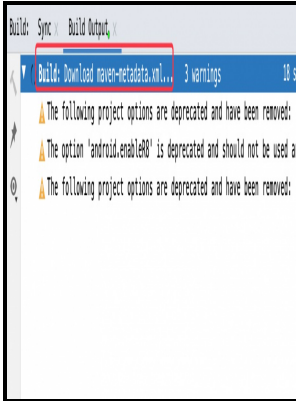 Build: Sync × Build Output ×
Build: Download maven-metadata.xml... 3 warnings 18 s
The following project options are deprecated and have been removed:
The option 'android.enableR8' is deprecated and should not be used a
The following project options are deprecated and have been removed: